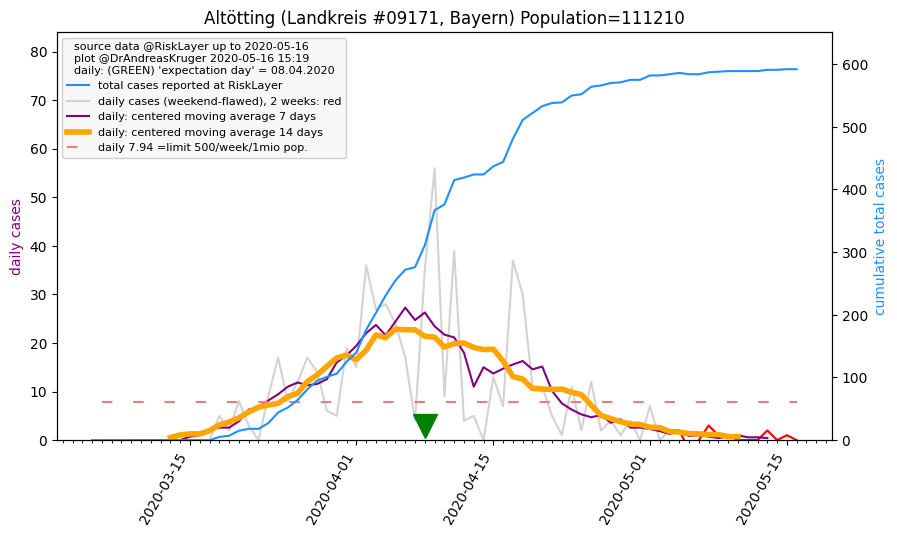 Altötting (Landkreis #09171, Bayern) Population=111210
source data @RiskLayer up to 2020-05-16
plot @DrAndreasKruger 2020-05-16 15:19
daily: (GREEN) 'expectation day' = 08.04.2020
total cases reported at RiskLayer
daily cases (weekend-flawed), 2 weeks: red
daily: centered moving average 7 days
daily: centered moving average 14 days
daily 7.94 =limit 500/week/1mio pop.
daily cases
80
70
60
50
40
30
20
10
0
cumulative total cases
600
500
400
300
200
100
0
2020-03-15
2020-04-01
2020-04-15
2020-05-01
2020-05-15